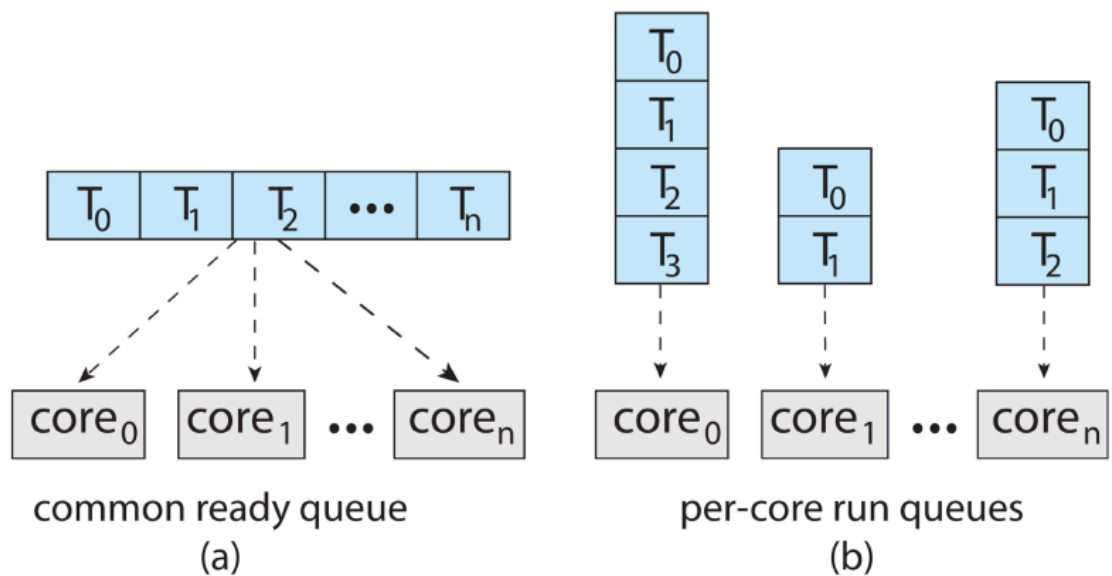 T0 T1 T2 ••• Tn
core0 core1 ••• coren
common ready queue
(a)
T0
T1
T2
T3
T0
T1
T0
T1
T2
core0 core1 ••• coren
per-core run queues
(b)